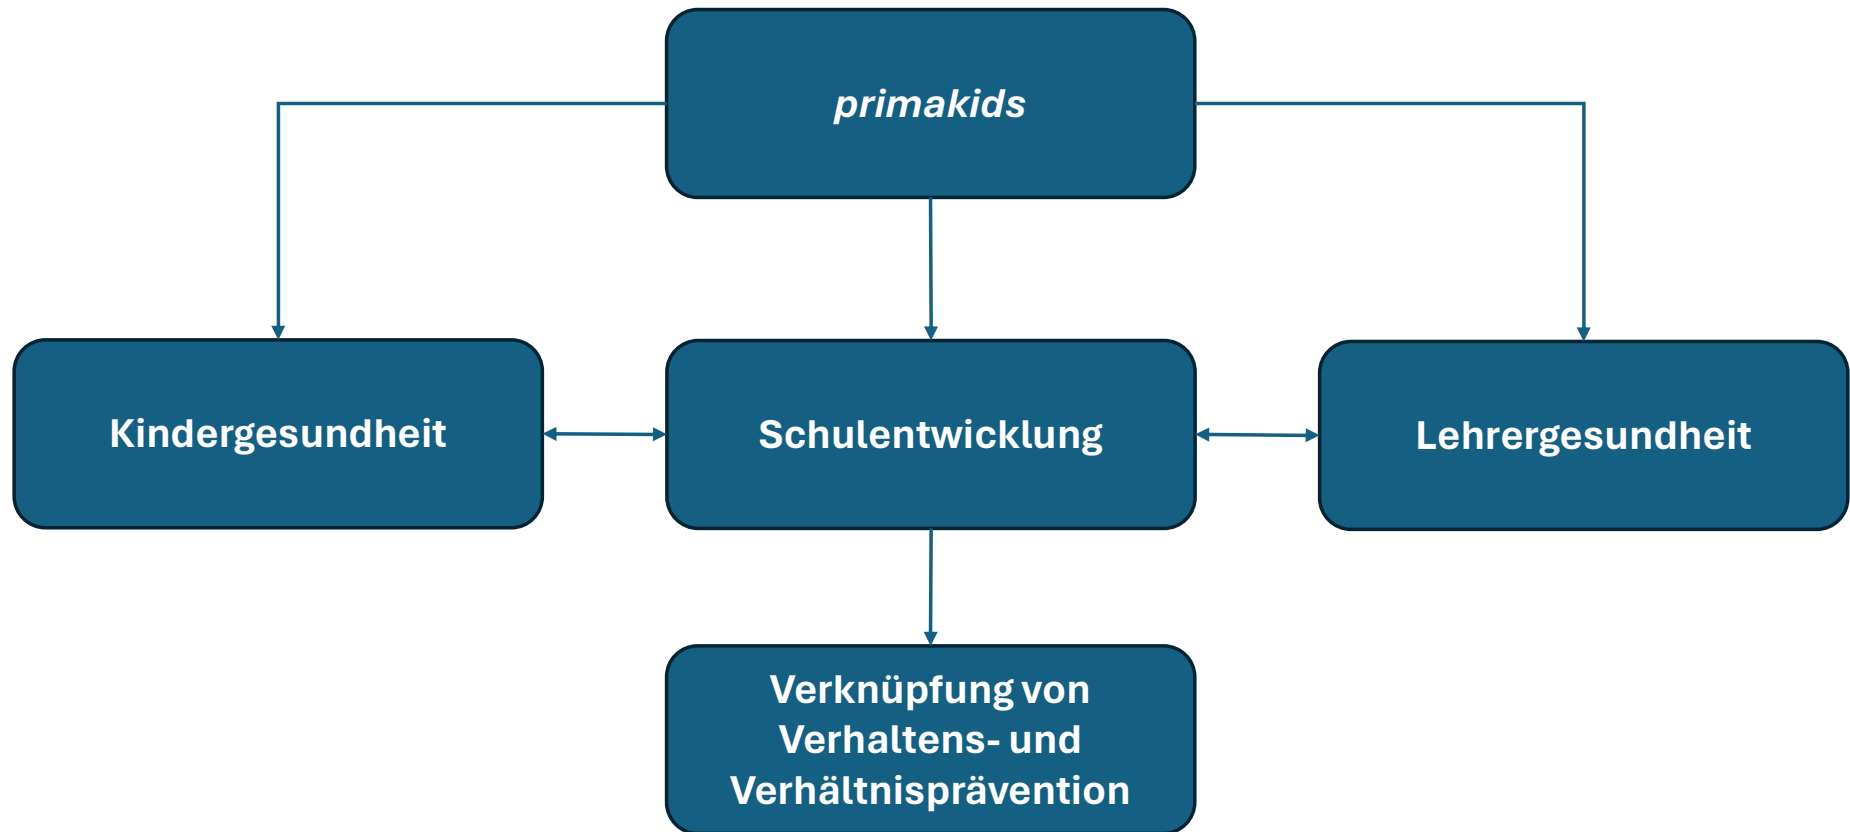 primakids
Kindergesundheit
Schulentwicklung
Lehrergesundheit
Verknüpfung von
Verhaltens- und
Verhältnisprävention